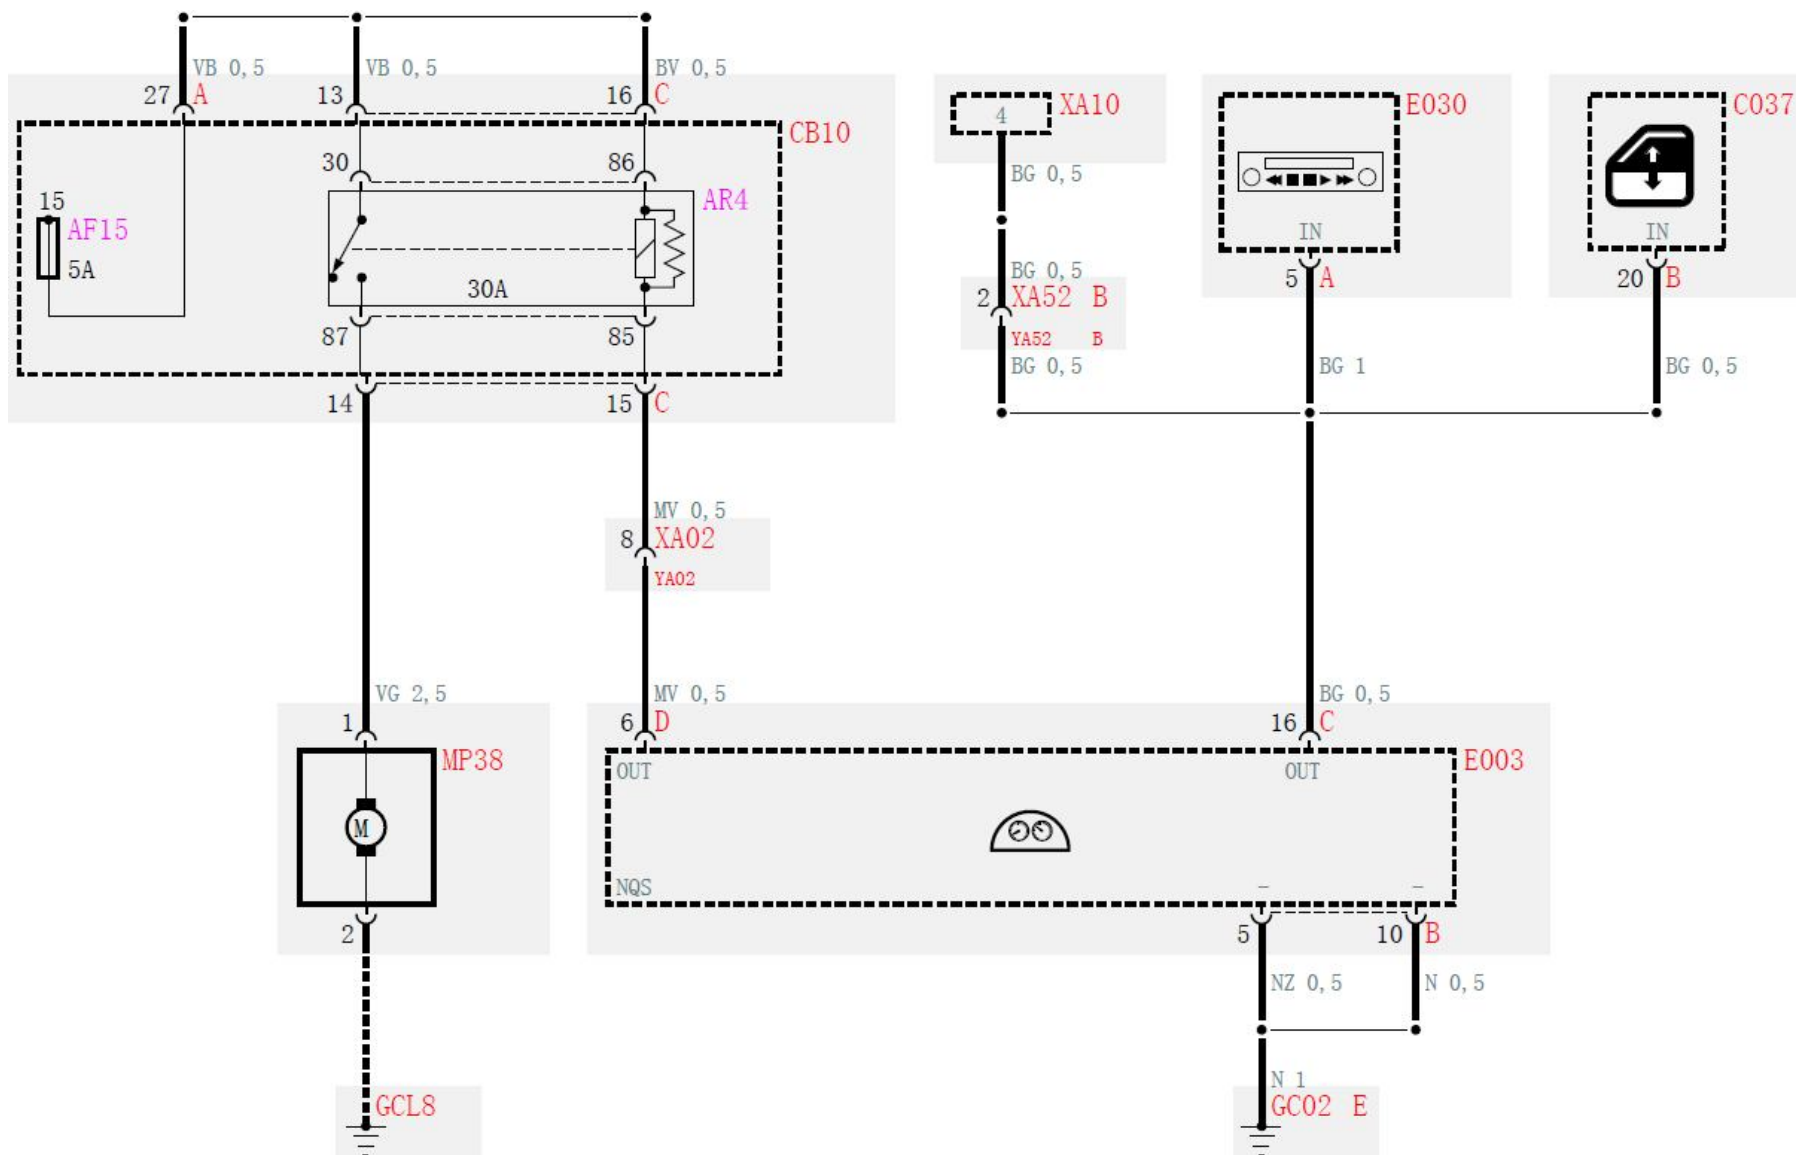 VB 0,5
VB 0,5
BV 0,5
27 A
13
16 C
XA10
4
E030
C037
CB10
30
86
BG 0,5
15
AF15
5A
AR4
IN
IN
BG 0,5
5 A
20 B
30A
2 XA52 B
YA52 B
87
85
BG 0,5
BG 1
BG 0,5
14
15 C
MV 0,5
8 XA02
YA02
VG 2,5
MV 0,5
BG 0,5
1
6 D
16 C
MP38
E003
OUT
OUT
M
NQS
-
-
2
5
10 B
NZ 0,5
N 0,5
N 1
GCL8
GC02 E